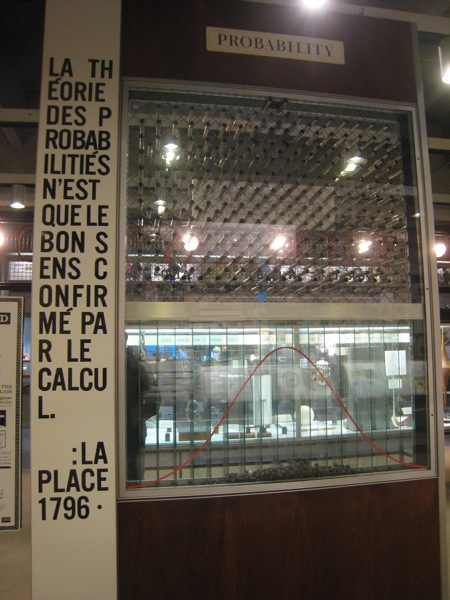 PROBABILITY
LA TH
ÉORIE
DES P
ROBAB
ILITIÉS
N'EST
QUE LE
BON S
ENS C
ONFIR
MÉ PA
R LE
CALCU
L.
:LA
PLACE
1796·